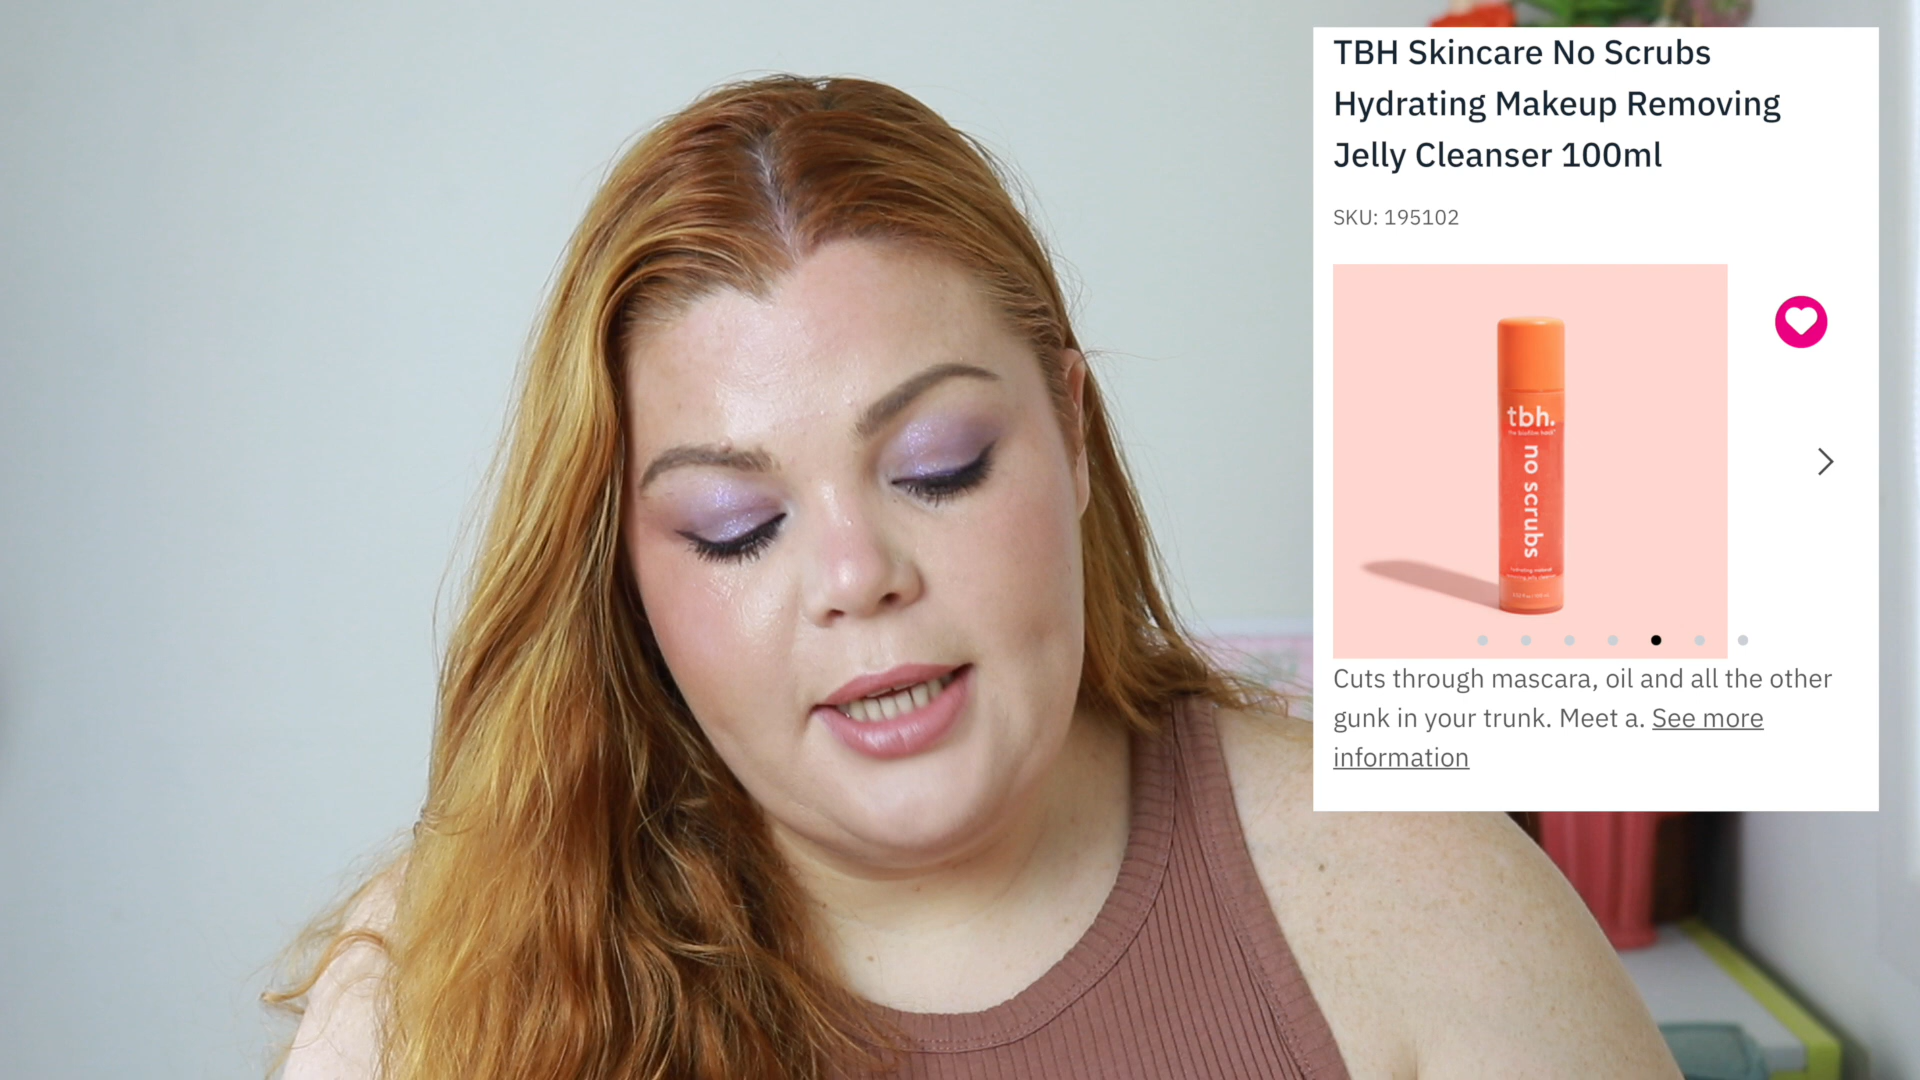 TBH Skincare No Scrubs
Hydrating Makeup Removing
Jelly Cleanser 100ml
SKU: 195102
tbh.
no scrubs
Cuts through mascara, oil and all the other
gunk in your trunk. Meet a. See more
information